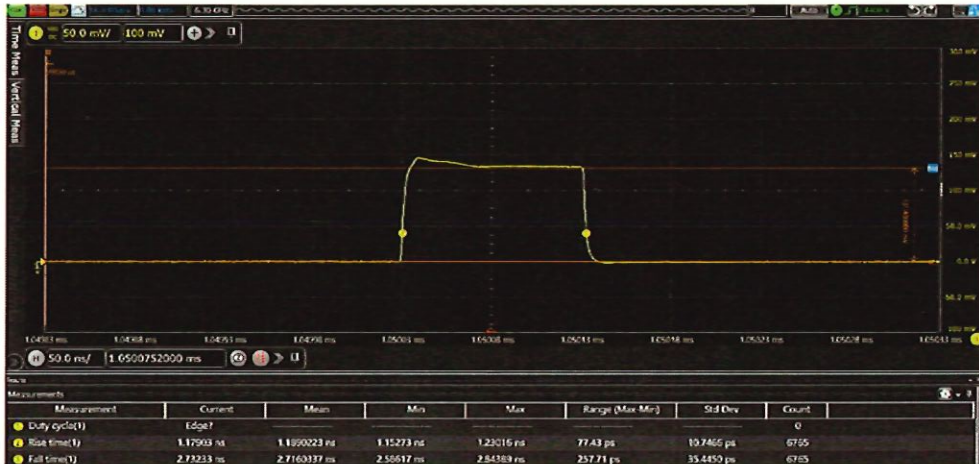 Auto
50.0 mV/ 100 mV
Time Meas
Vertical Meas
300 mV
250 mV
200 mV
150 mV
100 mV
50.0 mV
0.0 V
1.04983 ms 1.04988 ms 1.04993 ms 1.04998 ms 1.05003 ms 1.05008 ms 1.05013 ms 1.05018 ms 1.05023 ms 1.05028 ms 1.05033 ms
H 50.0 ns/ 1.0500752000 ms
Measurements
Measurement Current Mean Min Max Range (Max-Min) Std Dev Count
Duty cycle(1) Edge? 0
Rise time(1) 1.17903 ns 1.1890223 ns 1.15273 ns 1.23016 ns 77.43 ps 10.7466 ps 6765
Fall time(1) 2.73233 ns 2.7160337 ns 2.58617 ns 2.84389 ns 257.71 ps 35.4450 ps 6765